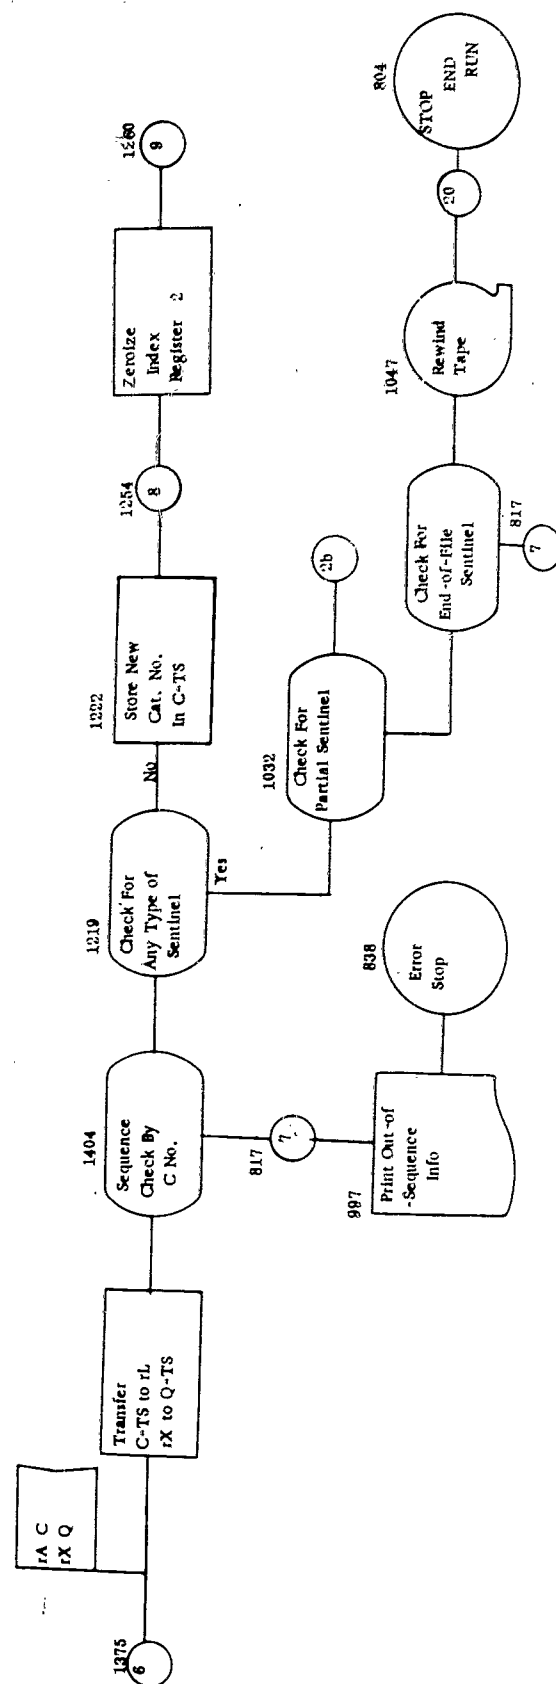 1375
6
rA C
rX Q
Transfer
C-TS to rL
rX to Q-TS
1404
Sequence
Check By
C No.
817
7
997
Print Out-of
-Sequence
Info
838
Error
Stop
1219
Check For
Any Type of
Sentinel
No
Yes
1222
Store New
Cat. No.
In C-TS
1254
8
Zeroize
Index
Register 2
1260
9
1032
Check For
Partial Sentinel
2b
Check For
End-of-File
Sentinel
817
7
1047
Rewind
Tape
20
804
STOP
END
RUN